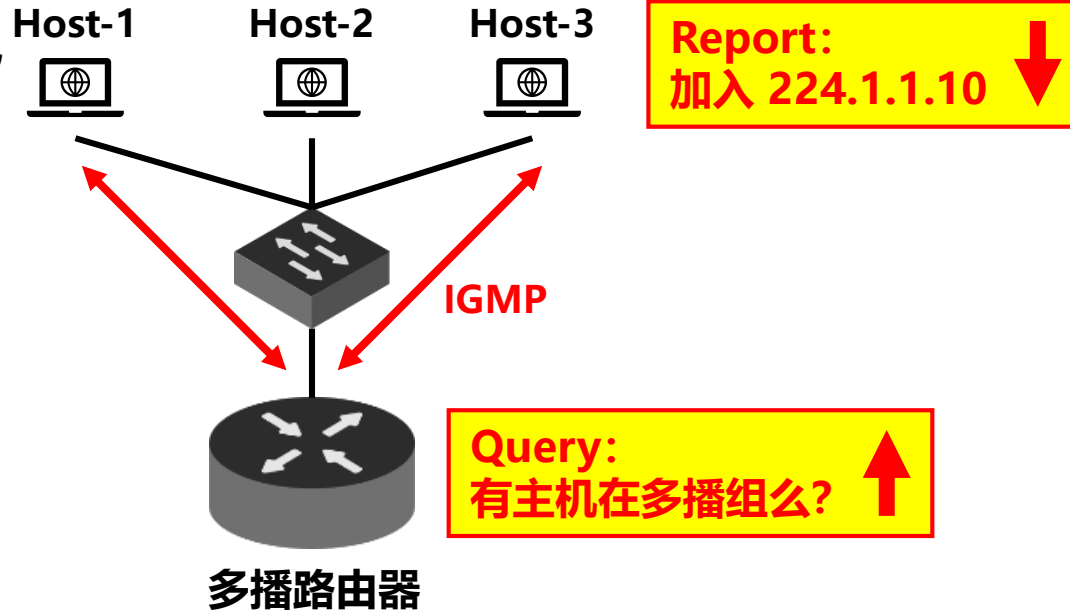 Host-1
Host-2
Host-3
Report：
加入 224.1.1.10
IGMP
Query：
有主机在多播组么？
多播路由器